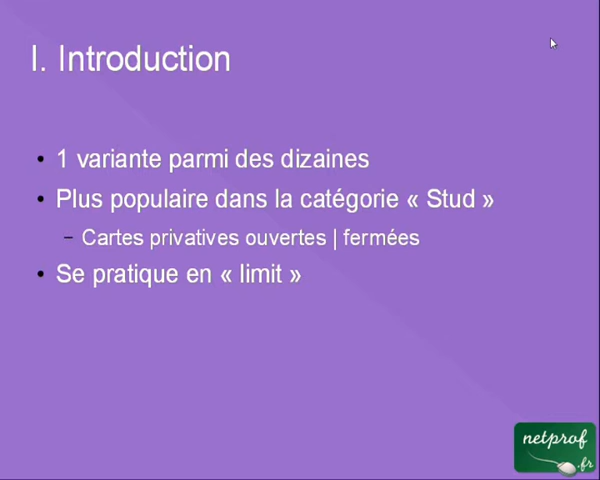 I. Introduction
• 1 variante parmi des dizaines
• Plus populaire dans la catégorie « Stud »
– Cartes privatives ouvertes | fermées
• Se pratique en « limit »
netprof
.fr